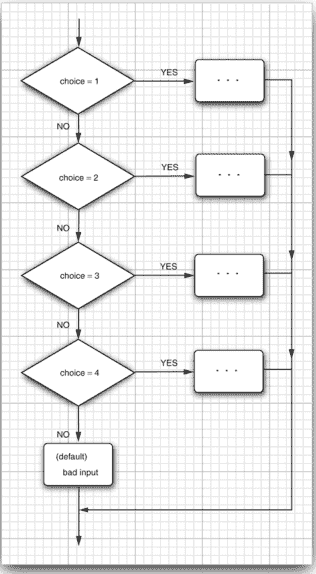 choice = 1
YES
. . .
NO
choice = 2
YES
. . .
NO
choice = 3
YES
. . .
NO
choice = 4
YES
. . .
NO
(default)
bad input